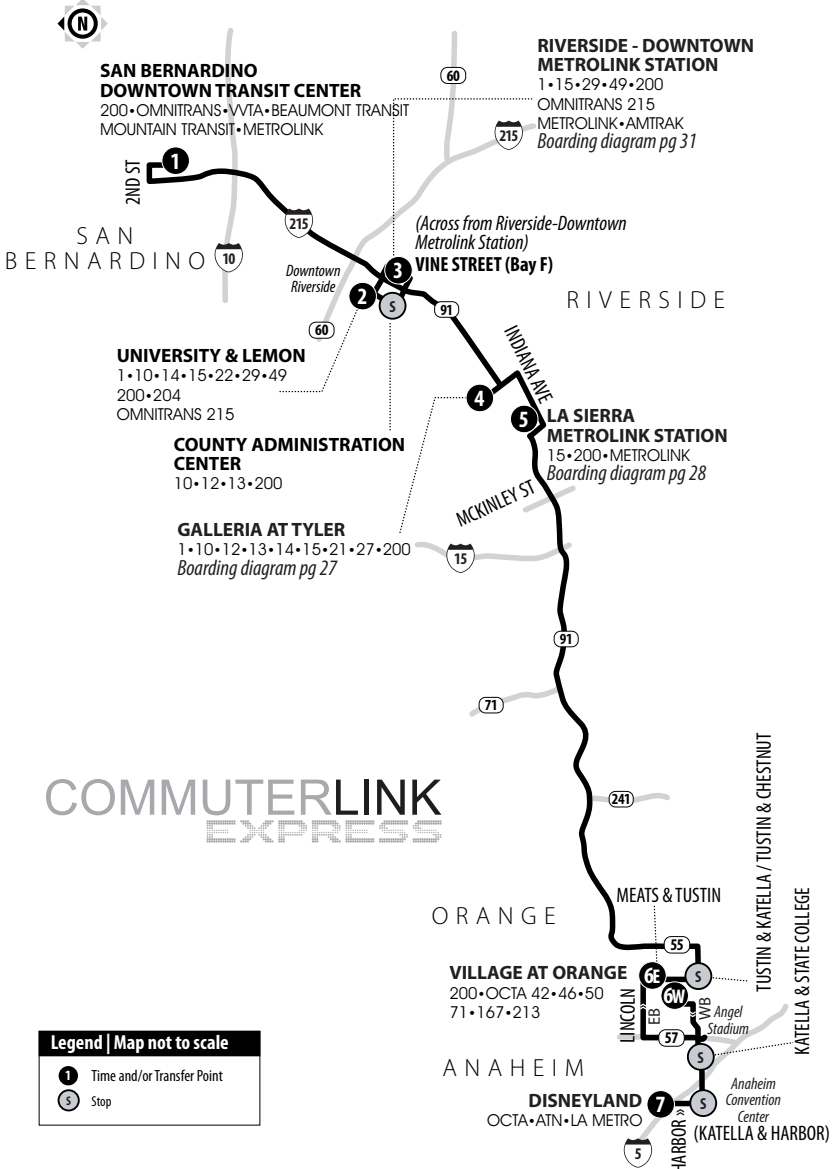 N
SAN BERNARDINO
DOWNTOWN TRANSIT CENTER
200•OMNITRANS•VVTA•BEAUMONT TRANSIT
MOUNTAIN TRANSIT•METROLINK
RIVERSIDE - DOWNTOWN
METROLINK STATION
1•15•29•49•200
OMNITRANS 215
METROLINK•AMTRAK
Boarding diagram pg 31
60
215
1
2ND ST
215
SAN
BERNARDINO
10
(Across from Riverside-Downtown
Metrolink Station)
VINE STREET (Bay F)
Downtown
Riverside
3
2
S
91
60
RIVERSIDE
UNIVERSITY & LEMON
1•10•14•15•22•29•49
200•204
OMNITRANS 215
INDIANA AVE
4
5
LA SIERRA
METROLINK STATION
15•200•METROLINK
Boarding diagram pg 28
COUNTY ADMINISTRATION
CENTER
10•12•13•200
MCKINLEY ST
GALLERIA AT TYLER
1•10•12•13•14•15•21•27•200
Boarding diagram pg 27
15
91
71
241
COMMUTERLINK
EXPRESS
MEATS & TUSTIN
TUSTIN & KATELLA / TUSTIN & CHESTNUT
KATELLA & STATE COLLEGE
ORANGE
55
VILLAGE AT ORANGE
200•OCTA 42•46•50
71•167•213
6E
S
6W
LINCOLN
EB
WB
Angel
Stadium
57
S
ANAHEIM
DISNEYLAND
OCTA•ATN•LA METRO
7
S
Anaheim
Convention
Center
(KATELLA & HARBOR)
HARBOR
5
Legend | Map not to scale
1 Time and/or Transfer Point
S Stop